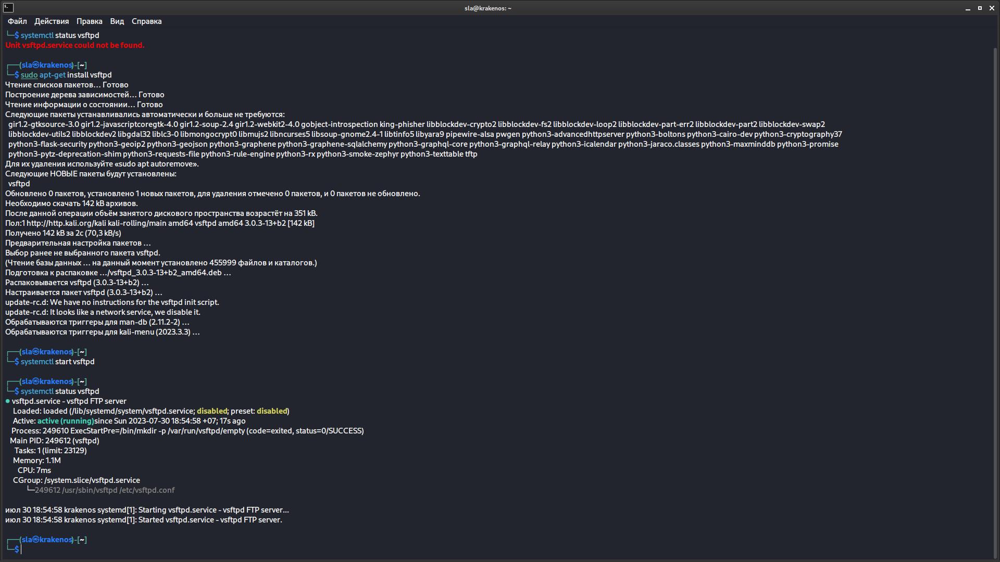 sla@krakenos: ~
Файл Действия Правка Вид Справка
└─$ systemctl status vsftpd
Unit vsftpd.service could not be found.
┌──(sla㉿krakenos)-[~]
└─$ sudo apt-get install vsftpd
Чтение списков пакетов… Готово
Построение дерева зависимостей… Готово
Чтение информации о состоянии… Готово
Следующие пакеты устанавливались автоматически и больше не требуются:
gir1.2-gtksource-3.0 gir1.2-javascriptcoregtk-4.0 gir1.2-soup-2.4 gir1.2-webkit2-4.0 gobject-introspection king-phisher libblockdev-crypto2 libblockdev-fs2 libblockdev-loop2 libblockdev-part-err2 libblockdev-part2 libblockdev-swap2
libblockdev-utils2 libblockdev2 libgdal32 liblc3-0 libmongocrypt0 libmujs2 libncurses5 libsoup-gnome2.4-1 libtinfo5 libyara9 pipewire-alsa pwgen python3-advancedhttpserver python3-boltons python3-cairo-dev python3-cryptography37
python3-flask-security python3-geoip2 python3-geojson python3-graphene python3-graphene-sqlalchemy python3-graphql-core python3-graphql-relay python3-icalendar python3-jaraco.classes python3-maxminddb python3-promise
python3-pytz-deprecation-shim python3-requests-file python3-rule-engine python3-rx python3-smoke-zephyr python3-texttable tftp
Для их удаления используйте «sudo apt autoremove».
Следующие НОВЫЕ пакеты будут установлены:
vsftpd
Обновлено 0 пакетов, установлено 1 новых пакетов, для удаления отмечено 0 пакетов, и 0 пакетов не обновлено.
Необходимо скачать 142 kB архивов.
После данной операции объём занятого дискового пространства возрастёт на 351 kB.
Пол:1 http://http.kali.org/kali kali-rolling/main amd64 vsftpd amd64 3.0.3-13+b2 [142 kB]
Получено 142 kB за 2с (70,3 kB/s)
Предварительная настройка пакетов …
Выбор ранее не выбранного пакета vsftpd.
(Чтение базы данных … на данный момент установлено 455999 файлов и каталогов.)
Подготовка к распаковке …/vsftpd_3.0.3-13+b2_amd64.deb …
Распаковывается vsftpd (3.0.3-13+b2) …
Настраивается пакет vsftpd (3.0.3-13+b2) …
update-rc.d: We have no instructions for the vsftpd init script.
update-rc.d: It looks like a network service, we disable it.
Обрабатываются триггеры для man-db (2.11.2-2) …
Обрабатываются триггеры для kali-menu (2023.3.3) …
┌──(sla㉿krakenos)-[~]
└─$ systemctl start vsftpd
┌──(sla㉿krakenos)-[~]
└─$ systemctl status vsftpd
● vsftpd.service - vsftpd FTP server
Loaded: loaded (/lib/systemd/system/vsftpd.service; disabled; preset: disabled)
Active: active (running)since Sun 2023-07-30 18:54:58 +07; 17s ago
Process: 249610 ExecStartPre=/bin/mkdir -p /var/run/vsftpd/empty (code=exited, status=0/SUCCESS)
Main PID: 249612 (vsftpd)
Tasks: 1 (limit: 23129)
Memory: 1.1M
CPU: 7ms
CGroup: /system.slice/vsftpd.service
└─249612 /usr/sbin/vsftpd /etc/vsftpd.conf
июл 30 18:54:58 krakenos systemd[1]: Starting vsftpd.service - vsftpd FTP server...
июл 30 18:54:58 krakenos systemd[1]: Started vsftpd.service - vsftpd FTP server.
┌──(sla㉿krakenos)-[~]
└─$